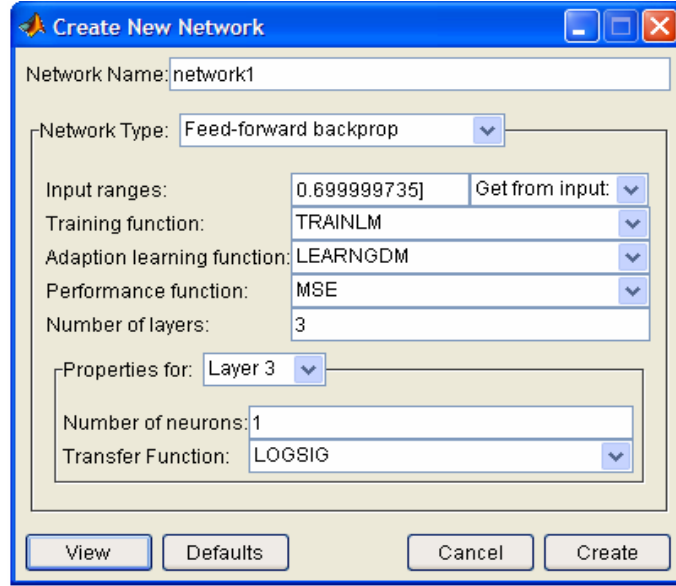 Create New Network
Network Name: network1
Network Type: Feed-forward backprop
Input ranges: 0.699999735] Get from input:
Training function: TRAINLM
Adaption learning function: LEARNGDM
Performance function: MSE
Number of layers: 3
Properties for: Layer 3
Number of neurons: 1
Transfer Function: LOGSIG
View Defaults Cancel Create